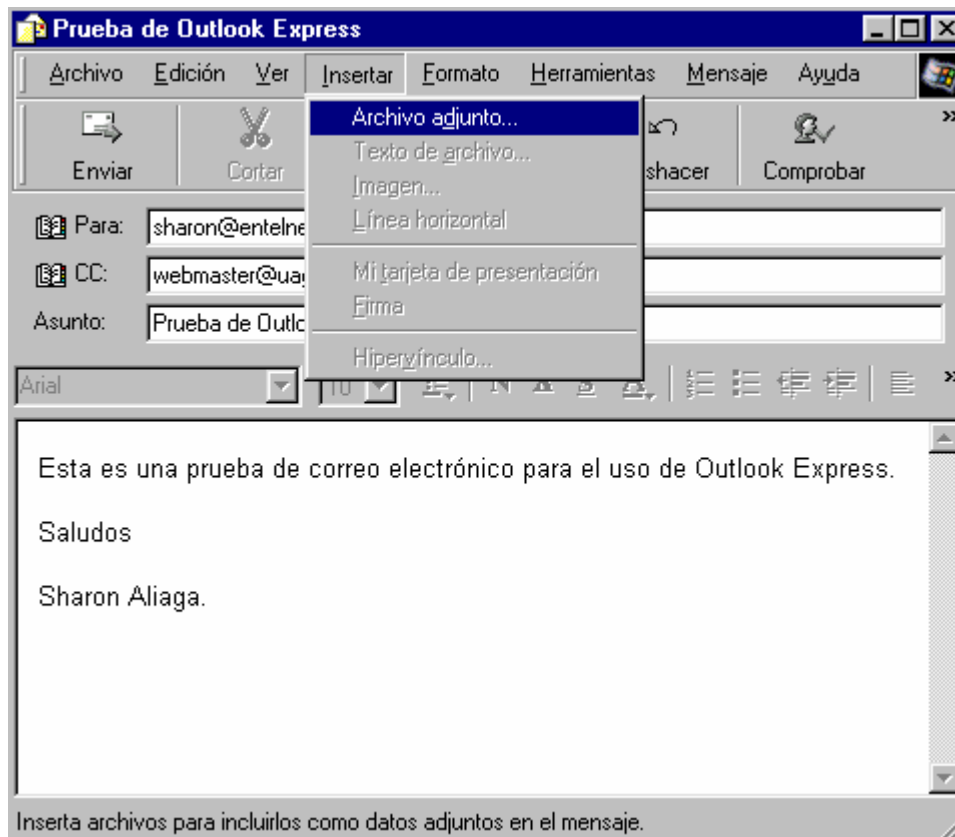 Prueba de Outlook Express
Archivo Edición Ver Insertar Formato Herramientas Mensaje Ayuda
Archivo adjunto...
Texto de archivo...
Imagen...
Línea horizontal
Mi tarjeta de presentación
Firma
Hipervínculo...
Enviar Cortar shacer Comprobar
Para: sharon@entelne
CC: webmaster@ua
Asunto: Prueba de Outlo
Arial 10 N
Esta es una prueba de correo electrónico para el uso de Outlook Express.
Saludos
Sharon Aliaga.
Inserta archivos para incluirlos como datos adjuntos en el mensaje.